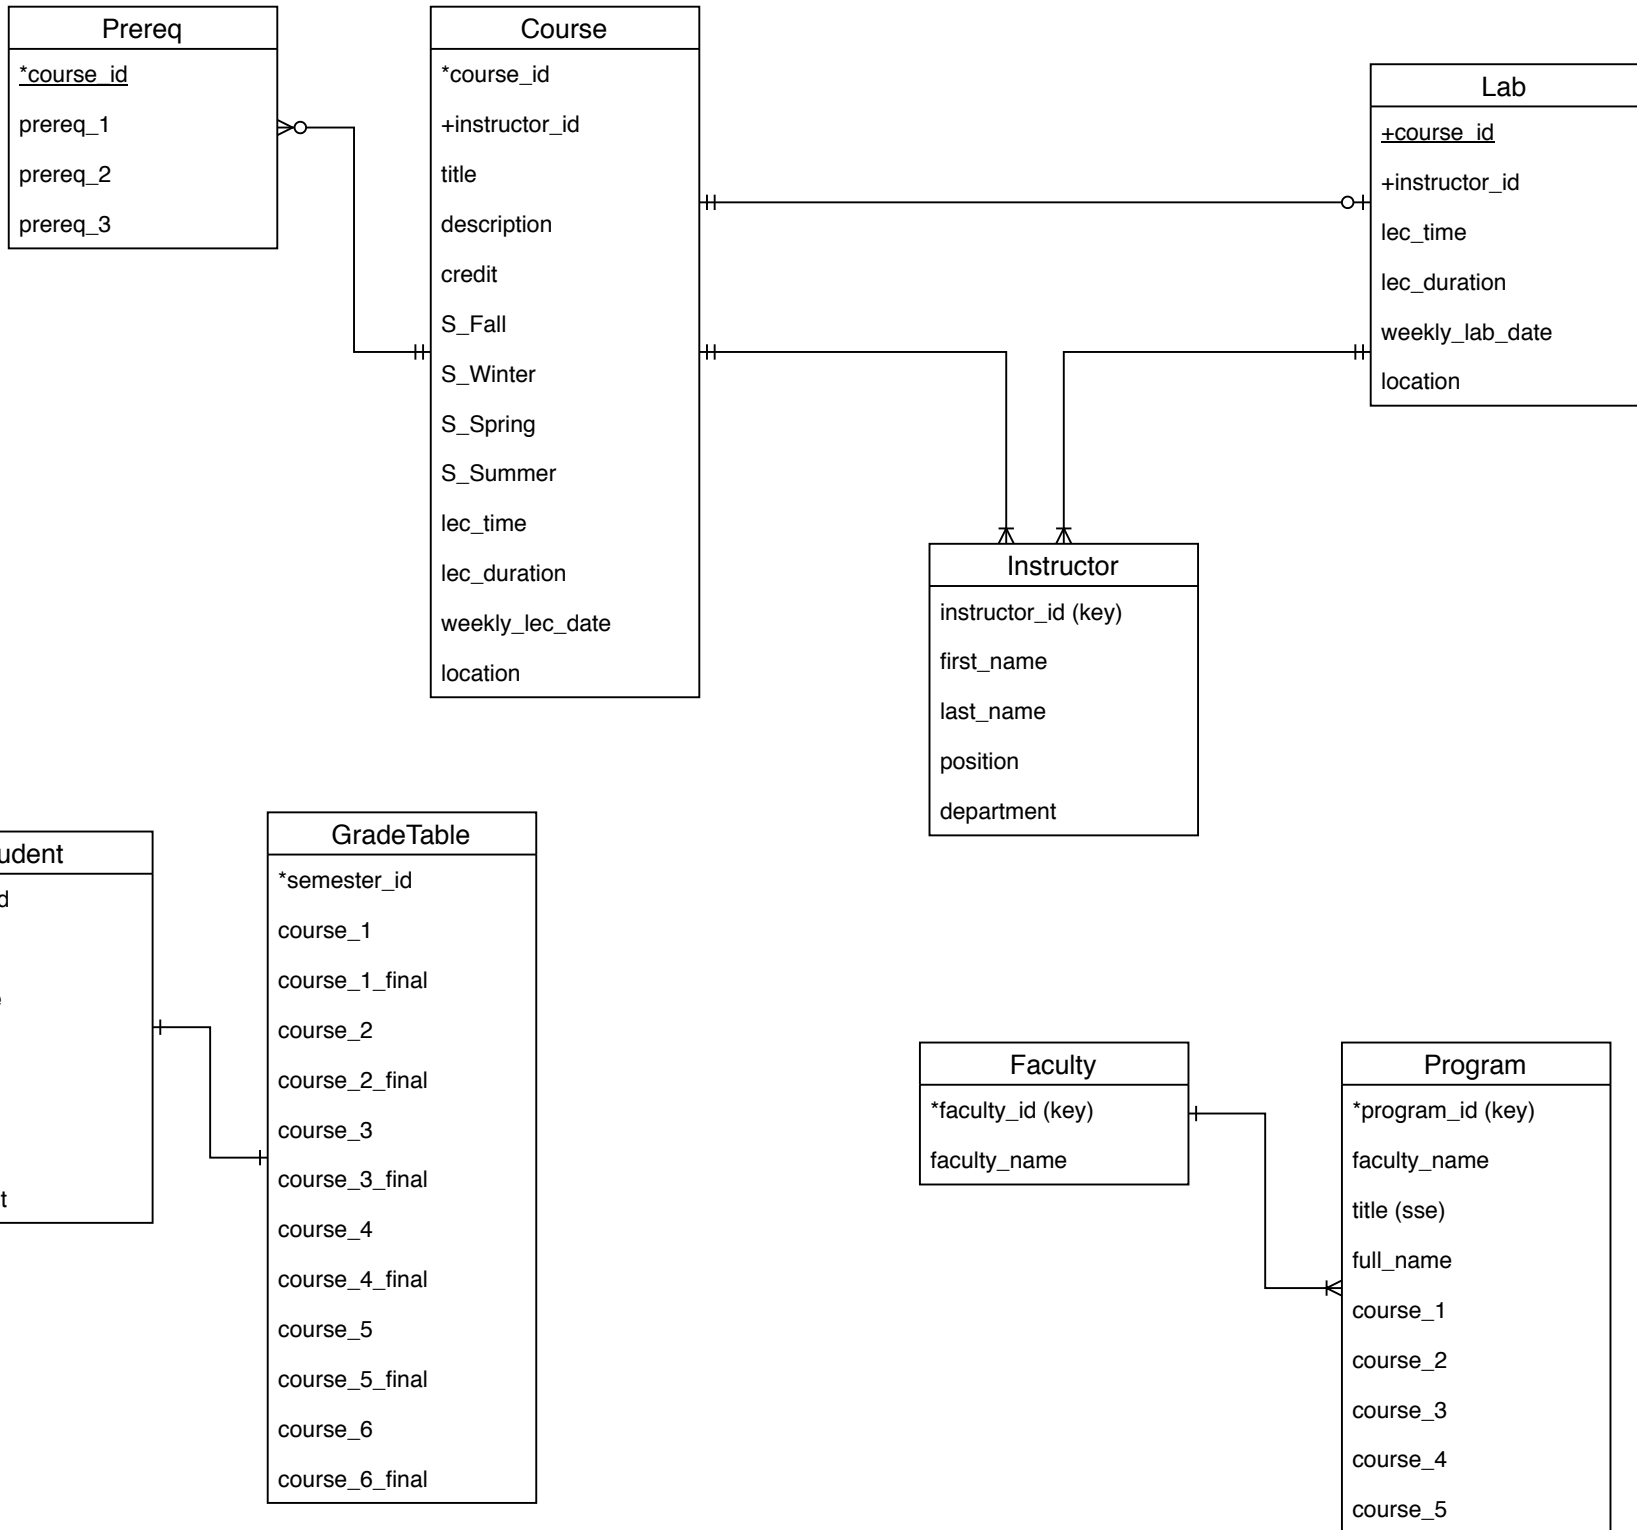 Prereq
*course_id
prereq_1
prereq_2
prereq_3
Course
*course_id
+instructor_id
title
description
credit
S_Fall
S_Winter
S_Spring
S_Summer
lec_time
lec_duration
weekly_lec_date
location
Lab
+course_id
+instructor_id
lec_time
lec_duration
weekly_lab_date
location
Instructor
instructor_id (key)
first_name
last_name
position
department
udent
d
t
GradeTable
*semester_id
course_1
course_1_final
course_2
course_2_final
course_3
course_3_final
course_4
course_4_final
course_5
course_5_final
course_6
course_6_final
Faculty
*faculty_id (key)
faculty_name
Program
*program_id (key)
faculty_name
title (sse)
full_name
course_1
course_2
course_3
course_4
course_5